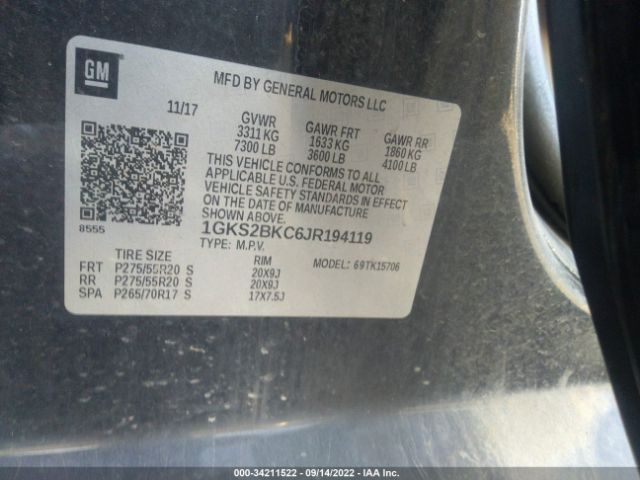 GM
MFD BY GENERAL MOTORS LLC
11/17
GVWR GAWR FRT GAWR RR
3311 KG 1633 KG 1860 KG
7300 LB 3600 LB 4100 LB
THIS VEHICLE CONFORMS TO ALL
APPLICABLE U.S. FEDERAL MOTOR
VEHICLE SAFETY STANDARDS IN EFFECT
ON THE DATE OF MANUFACTURE
SHOWN ABOVE.
8555
1GKS2BKC6JR194119
TYPE: M.P.V.
TIRE SIZE RIM MODEL: 69TK15706
FRT P275/55R20 S 20X9J
RR P275/55R20 S 20X9J
SPA P265/70R17 S 17X7.5J
000-34211522 - 09/14/2022 - IAA Inc.